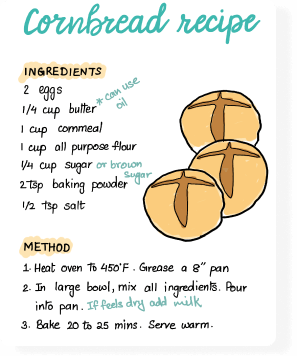 Cornbread recipe
INGREDIENTS
2 eggs
1/4 cup butter * can use oil
1 cup cornmeal
1 cup all purpose flour
1/4 cup sugar or brown sugar
2 tsp baking powder
1/2 tsp salt
METHOD
1. Heat oven to 450°F. Grease a 8" pan
2. In large bowl, mix all ingredients. Pour
into pan. If feels dry add milk
3. Bake 20 to 25 mins. Serve warm.